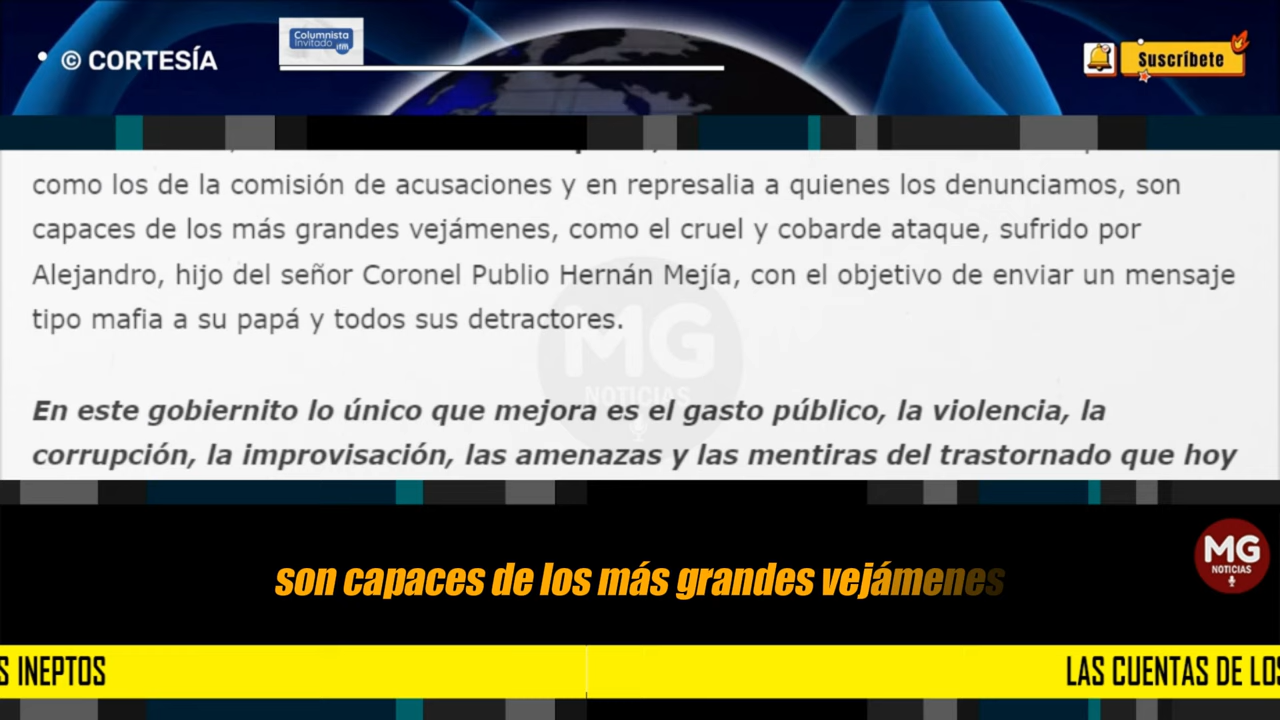 © CORTESÍA
Columnista
Invitado
.ifm
Suscríbete
como los de la comisión de acusaciones y en represalia a quienes los denunciamos, son
capaces de los más grandes vejámenes, como el cruel y cobarde ataque, sufrido por
Alejandro, hijo del señor Coronel Publio Hernán Mejía, con el objetivo de enviar un mensaje
tipo mafia a su papá y todos sus detractores.
MG
NOTICIAS
En este gobiernito lo único que mejora es el gasto público, la violencia, la
corrupción, la improvisación, las amenazas y las mentiras del trastornado que hoy
son capaces de los más grandes vejámenes
MG
NOTICIAS
S INEPTOS
LAS CUENTAS DE LOS